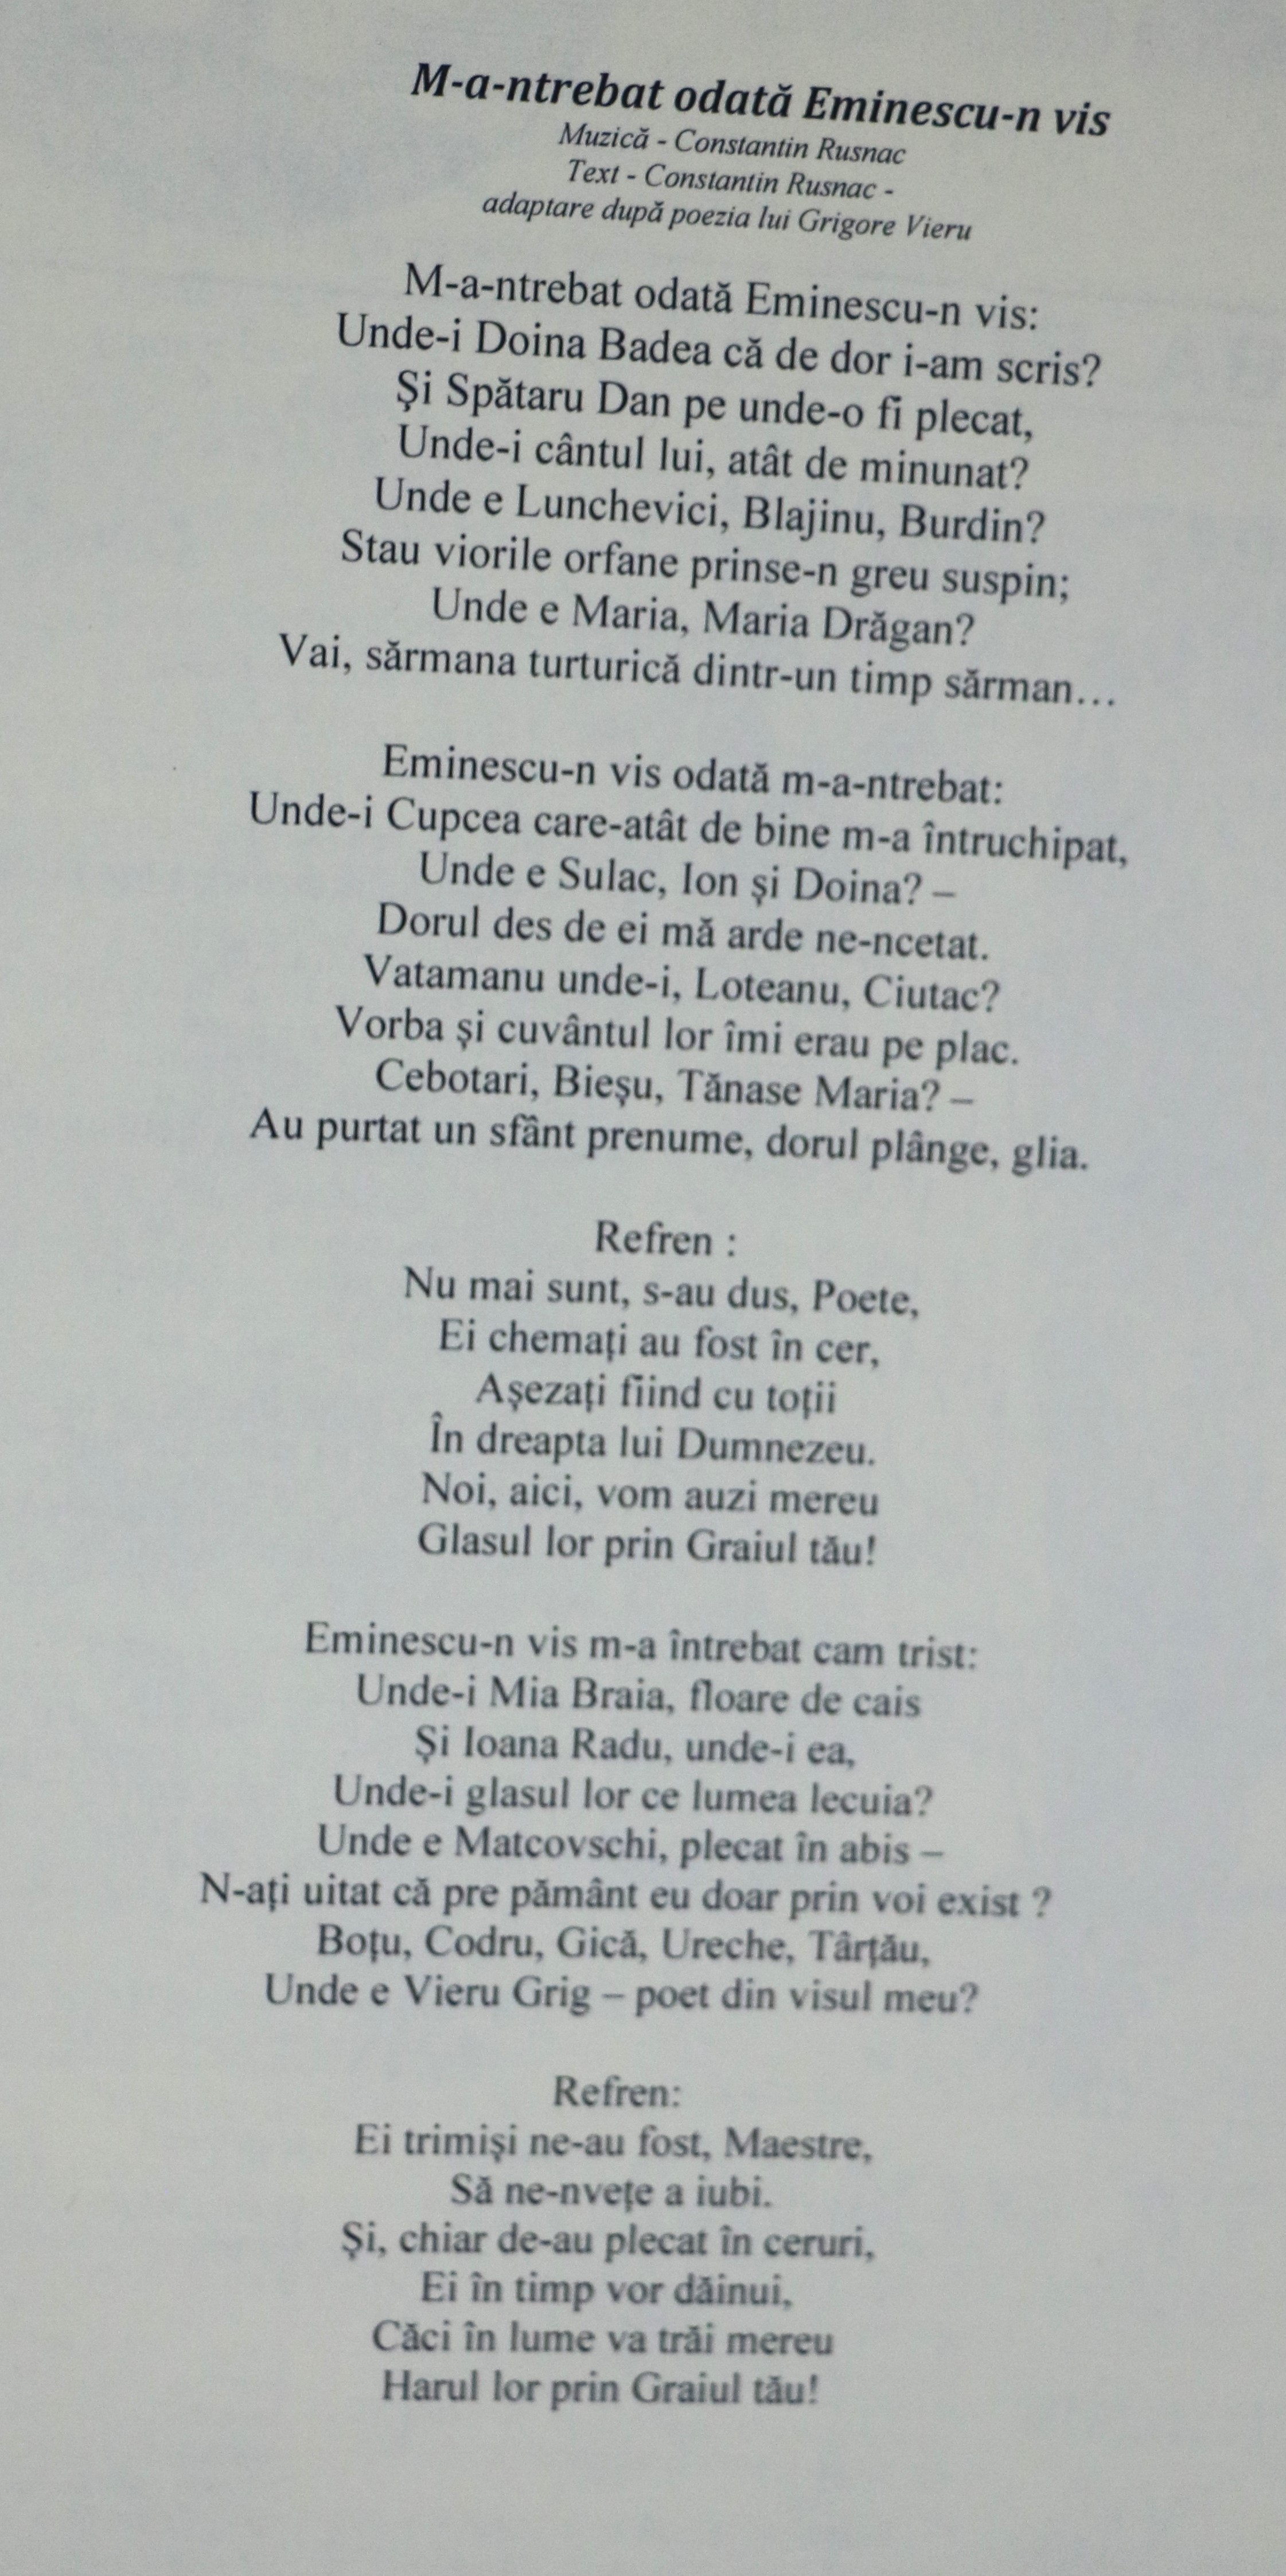 M-a-ntrebat odată Eminescu-n vis
Muzică - Constantin Rusnac
Text - Constantin Rusnac -
adaptare după poezia lui Grigore Vieru
M-a-ntrebat odată Eminescu-n vis:
Unde-i Doina Badea că de dor i-am scris?
Şi Spătaru Dan pe unde-o fi plecat,
Unde-i cântul lui, atât de minunat?
Unde e Lunchevici, Blajinu, Burdin?
Stau viorile orfane prinse-n greu suspin;
Unde e Maria, Maria Drăgan?
Vai, sărmana turturică dintr-un timp sărman…
Eminescu-n vis odată m-a-ntrebat:
Unde-i Cupcea care-atât de bine m-a întruchipat,
Unde e Sulac, Ion şi Doina? –
Dorul des de ei mă arde ne-ncetat.
Vatamanu unde-i, Loteanu, Ciutac?
Vorba şi cuvântul lor îmi erau pe plac.
Cebotari, Bieşu, Tănase Maria? –
Au purtat un sfânt prenume, dorul plânge, glia.
Refren :
Nu mai sunt, s-au dus, Poete,
Ei chemaţi au fost în cer,
Aşezaţi fiind cu toţii
În dreapta lui Dumnezeu.
Noi, aici, vom auzi mereu
Glasul lor prin Graiul tău!
Eminescu-n vis m-a întrebat cam trist:
Unde-i Mia Braia, floare de cais
Şi Ioana Radu, unde-i ea,
Unde-i glasul lor ce lumea lecuia?
Unde e Matcovschi, plecat în abis –
N-aţi uitat că pre pământ eu doar prin voi exist ?
Boţu, Codru, Gică, Ureche, Târţău,
Unde e Vieru Grig – poet din visul meu?
Refren:
Ei trimişi ne-au fost, Maestre,
Să ne-nveţe a iubi.
Şi, chiar de-au plecat în ceruri,
Ei în timp vor dăinui,
Căci în lume va trăi mereu
Harul lor prin Graiul tău!